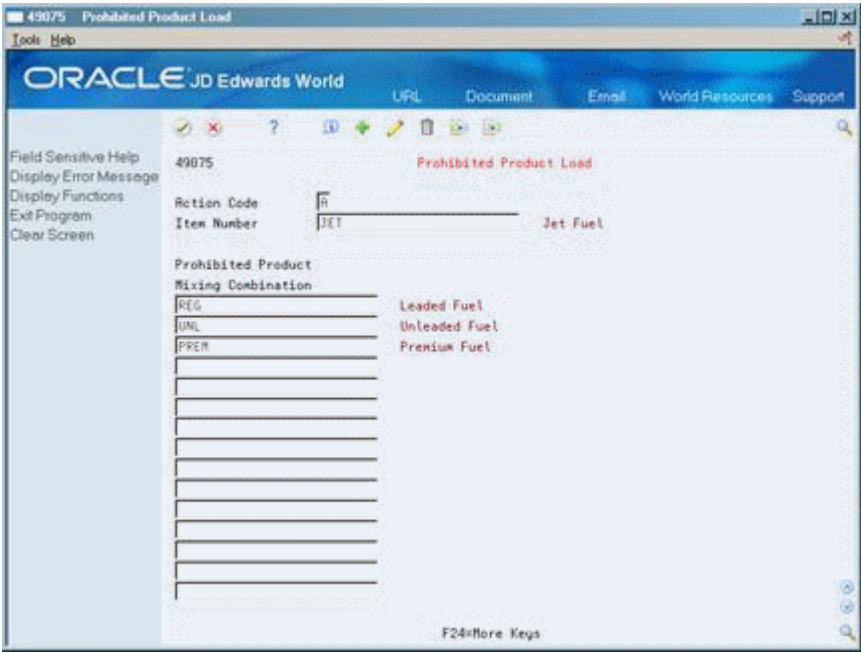 49075 Prohibited Product Load
Tools Help
ORACLE JD Edwards World
URL Document Email World Resources Support
Field Sensitive Help
Display Error Message
Display Functions
Exit Program
Clear Screen
49075 Prohibited Product Load
Action Code A
Item Number JET Jet Fuel
Prohibited Product
Mixing Combination
REG Leaded Fuel
UNL Unleaded Fuel
PREM Premium Fuel
F24=More Keys